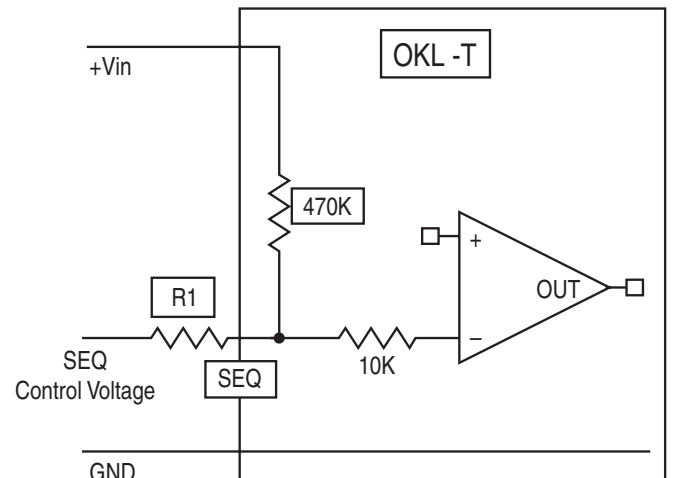 OKL -T
+Vin
470K
+
OUT
R1
–
SEQ
Control Voltage
SEQ
10K
GND